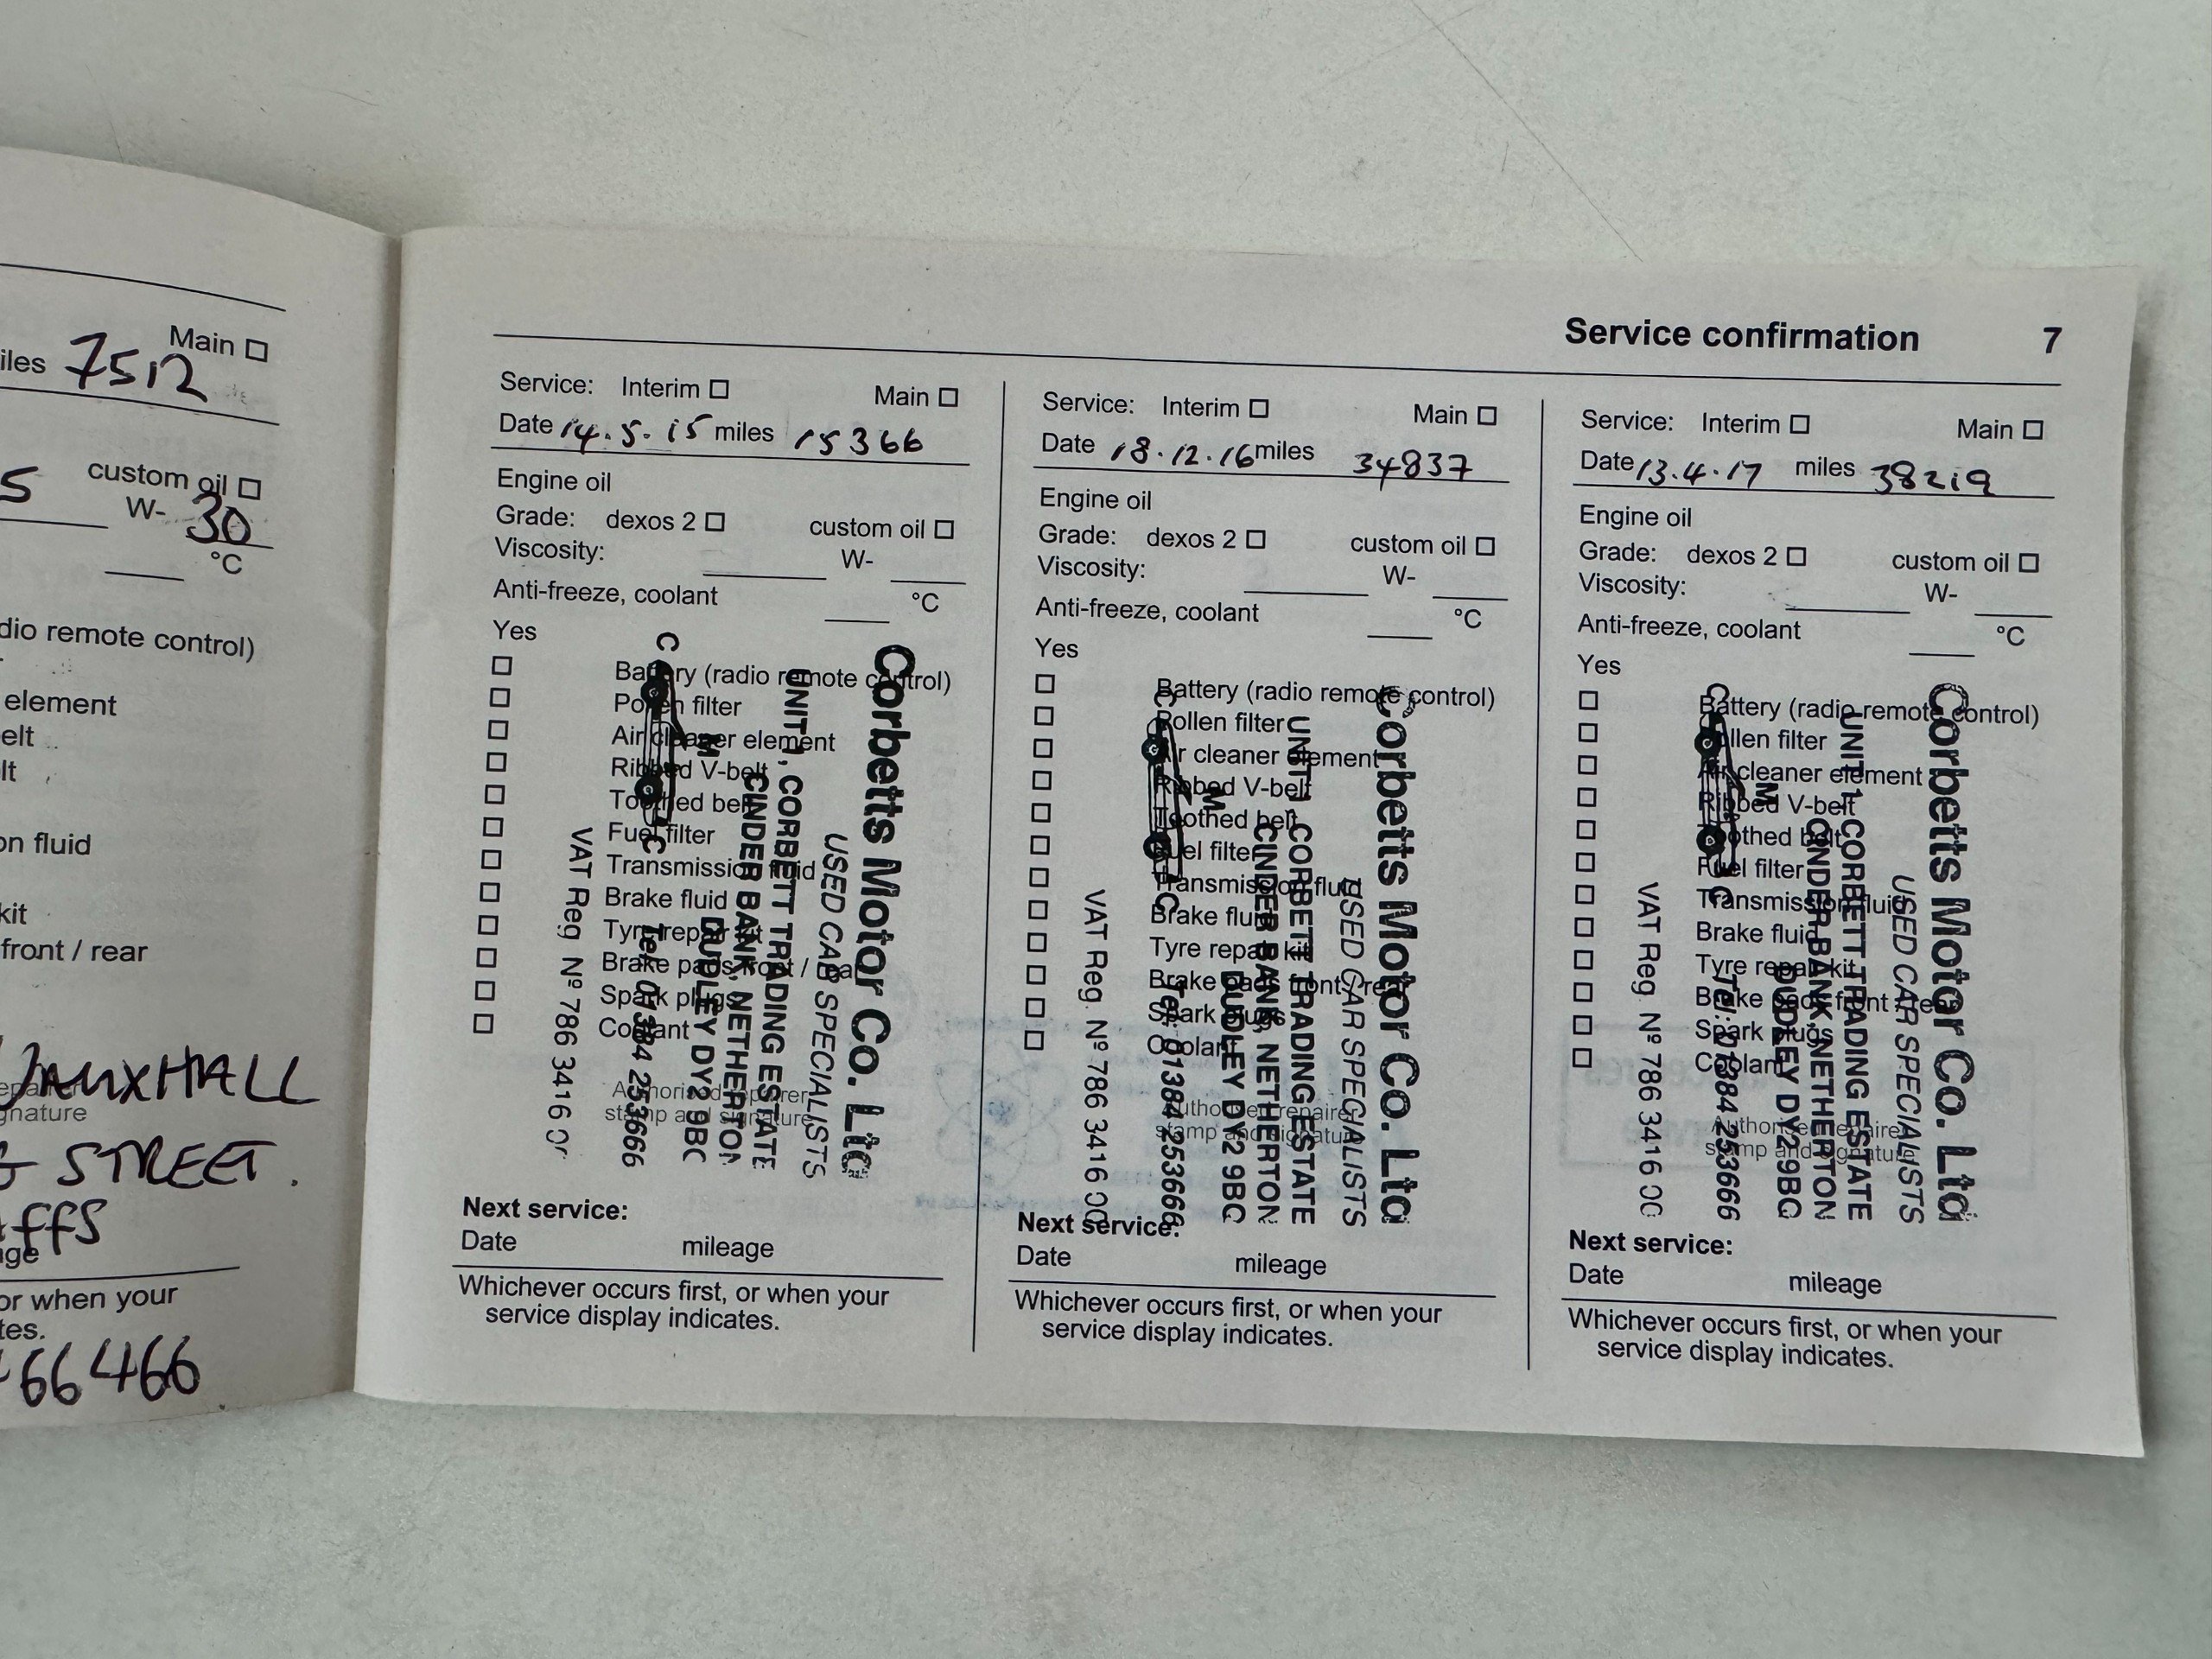 Main ☐
iles 7512
5 custom oil ☐
W- 30
°C
dio remote control)
element
elt
lt
on fluid
kit
front / rear
VAUXHALL
gnature
STREET.
ffs
ge
or when your
tes.
66466
Service confirmation 7
Service: Interim ☐ Main ☐
Date 14.5.15 miles 15366
Engine oil
Grade: dexos 2 ☐ custom oil ☐
Viscosity: W-
Anti-freeze, coolant °C
Yes
☐ Battery (radio remote control)
☐ Pollen filter
☐ Air cleaner element
☐ Ribbed V-belt
☐ Toothed belt
☐ Fuel filter
☐ Transmission fluid
☐ Brake fluid
☐ Tyre repair kit
☐ Brake pads front / rear
☐ Spark plugs
☐ Coolant
Authorised repairer
stamp and signature
Corbetts Motor Co. Ltd
USED CAR SPECIALISTS
UNIT 1, CORBETT TRADING ESTATE
CINDER BANK, NETHERTON
DUDLEY DY2 9BC
Tel: 01384 253666
VAT Reg. Nº 786 3416 00
C M C
Next service:
Date mileage
Whichever occurs first, or when your
service display indicates.
Service: Interim ☐ Main ☐
Date 18.12.16 miles 34837
Engine oil
Grade: dexos 2 ☐ custom oil ☐
Viscosity: W-
Anti-freeze, coolant °C
Yes
☐ Battery (radio remote control)
☐ Pollen filter
☐ Air cleaner element
☐ Ribbed V-belt
☐ Toothed belt
☐ Fuel filter
☐ Transmission fluid
☐ Brake fluid
☐ Tyre repair kit
☐ Brake pads front / rear
☐ Spark plugs
☐ Coolant
Authorised repairer
stamp and signature
Corbetts Motor Co. Ltd
USED CAR SPECIALISTS
UNIT 1, CORBETT TRADING ESTATE
CINDER BANK, NETHERTON
DUDLEY DY2 9BC
Tel: 01384 253666
VAT Reg. Nº 786 3416 00
C M C
Next service:
Date mileage
Whichever occurs first, or when your
service display indicates.
Service: Interim ☐ Main ☐
Date 13.4.17 miles 38219
Engine oil
Grade: dexos 2 ☐ custom oil ☐
Viscosity: W-
Anti-freeze, coolant °C
Yes
☐ Battery (radio remote control)
☐ Pollen filter
☐ Air cleaner element
☐ Ribbed V-belt
☐ Toothed belt
☐ Fuel filter
☐ Transmission fluid
☐ Brake fluid
☐ Tyre repair kit
☐ Brake pads front / rear
☐ Spark plugs
☐ Coolant
Authorised repairer
stamp and signature
Corbetts Motor Co. Ltd
USED CAR SPECIALISTS
UNIT 1, CORBETT TRADING ESTATE
CINDER BANK, NETHERTON
DUDLEY DY2 9BC
Tel: 01384 253666
VAT Reg. Nº 786 3416 00
C M C
Next service:
Date mileage
Whichever occurs first, or when your
service display indicates.